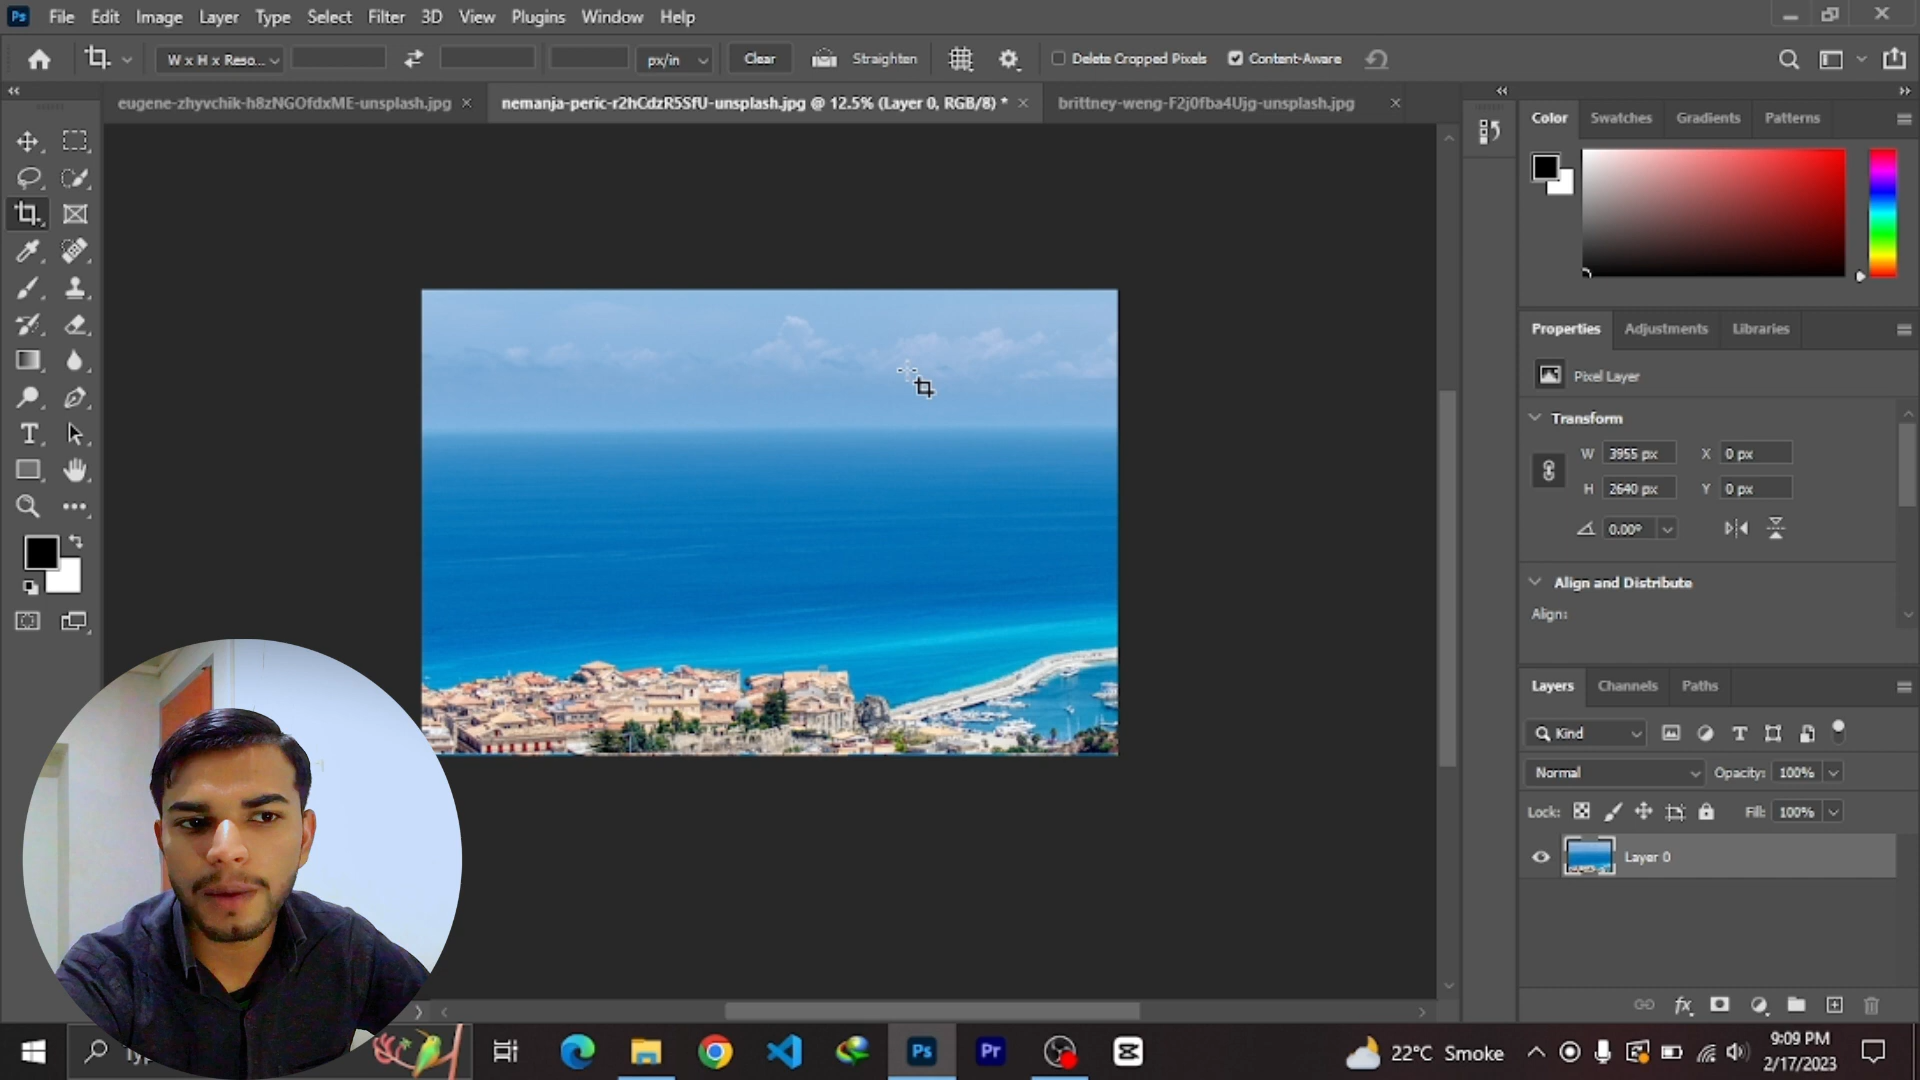 Ps File Edit Image Layer Type Select Filter 3D View Plugins Window Help
W x H x Reso... px/in Clear Straighten Delete Cropped Pixels Content-Aware
eugene-zhyvchik-h8zNGOfdxME-unsplash.jpg × nemanja-peric-r2hCdzR5SfU-unsplash.jpg @ 12.5% (Layer 0, RGB/8) * × brittney-weng-F2j0fba4Ujg-unsplash.jpg ×
Color Swatches Gradients Patterns
Properties Adjustments Libraries
Pixel Layer
Transform
W 3955 px X 0 px
H 2640 px Y 0 px
0.00°
Align and Distribute
Align:
Layers Channels Paths
Kind
Normal Opacity: 100%
Lock: Fill: 100%
Layer 0
Ps Pr 22°C Smoke 9:09 PM
2/17/2023